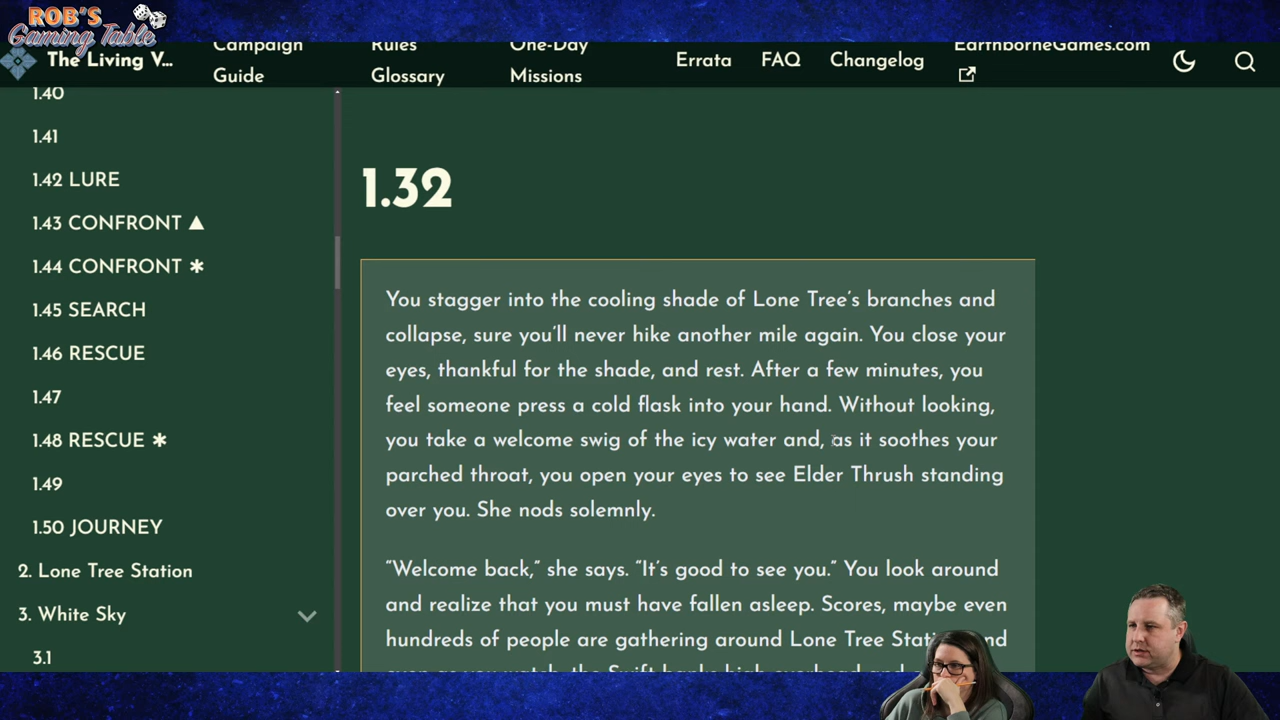 ROB'S
Gaming Table
The Living V...
Campaign
Guide
Rules
Glossary
One-Day
Missions
Errata
FAQ
Changelog
EarthborneGames.com
1.40
1.41
1.42 LURE
1.43 CONFRONT ▲
1.44 CONFRONT ✱
1.45 SEARCH
1.46 RESCUE
1.47
1.48 RESCUE ✱
1.49
1.50 JOURNEY
2. Lone Tree Station
3. White Sky
3.1
1.32
You stagger into the cooling shade of Lone Tree's branches and
collapse, sure you'll never hike another mile again. You close your
eyes, thankful for the shade, and rest. After a few minutes, you
feel someone press a cold flask into your hand. Without looking,
you take a welcome swig of the icy water and, as it soothes your
parched throat, you open your eyes to see Elder Thrush standing
over you. She nods solemnly.
“Welcome back,” she says. “It's good to see you.” You look around
and realize that you must have fallen asleep. Scores, maybe even
hundreds of people are gathering around Lone Tree
you watch, the Swift banks high overhead and